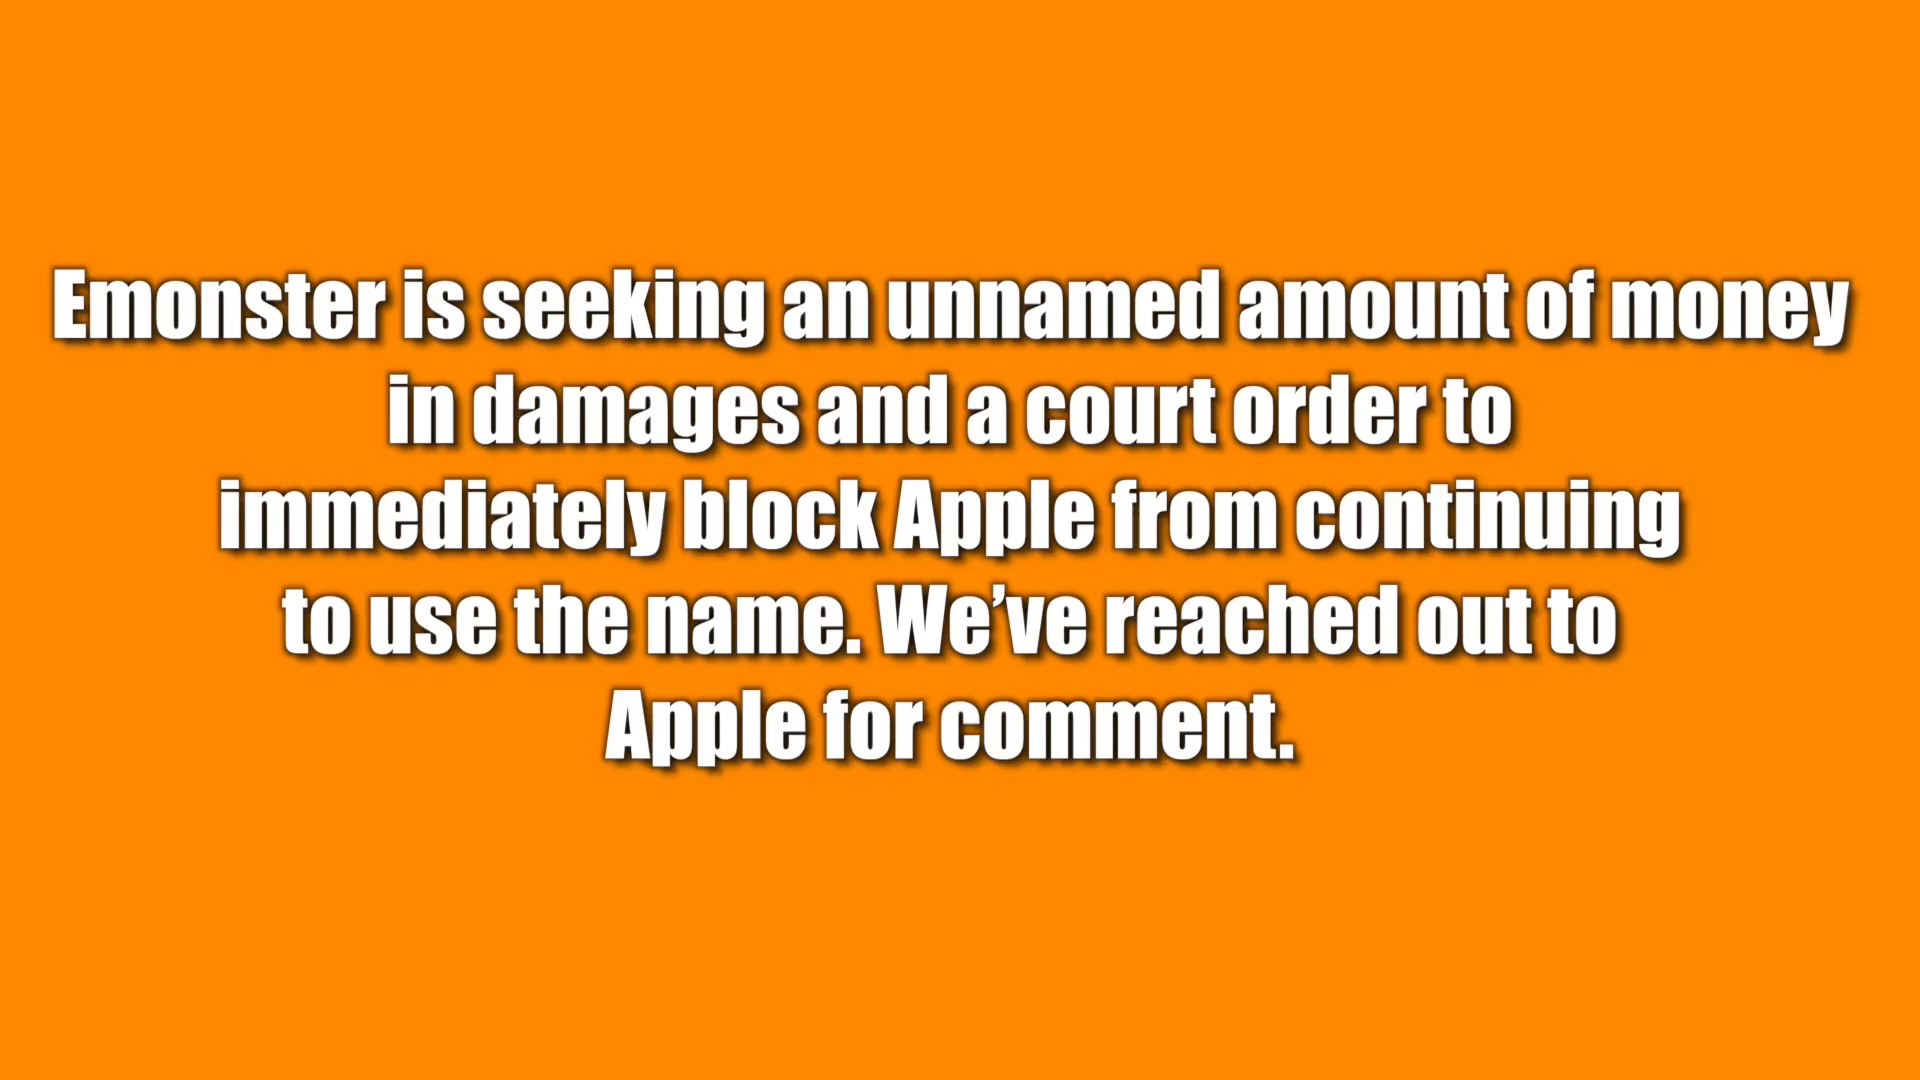 Emonster is seeking an unnamed amount of money
in damages and a court order to
immediately block Apple from continuing
to use the name. We’ve reached out to
Apple for comment.